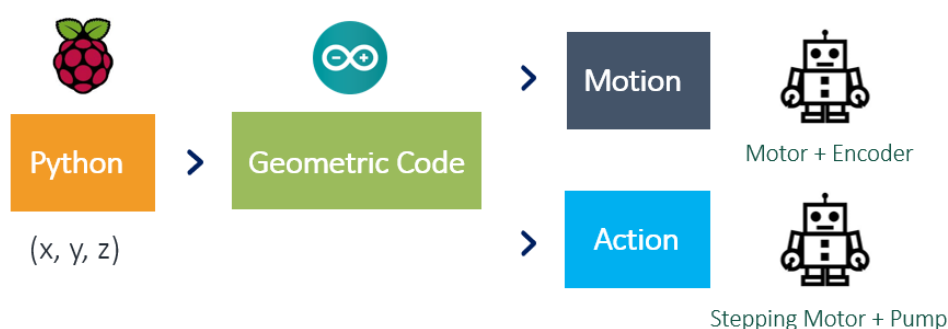 Python
(x, y, z)
Geometric Code
Motion
Motor + Encoder
Action
Stepping Motor + Pump